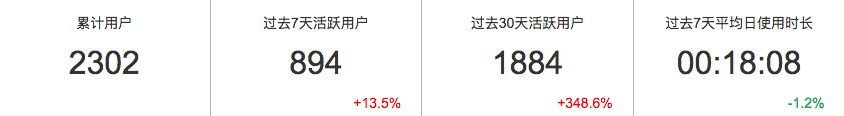 累计用户
2302
过去7天活跃用户
894
+13.5%
过去30天活跃用户
1884
+348.6%
过去7天平均日使用时长
00:18:08
-1.2%